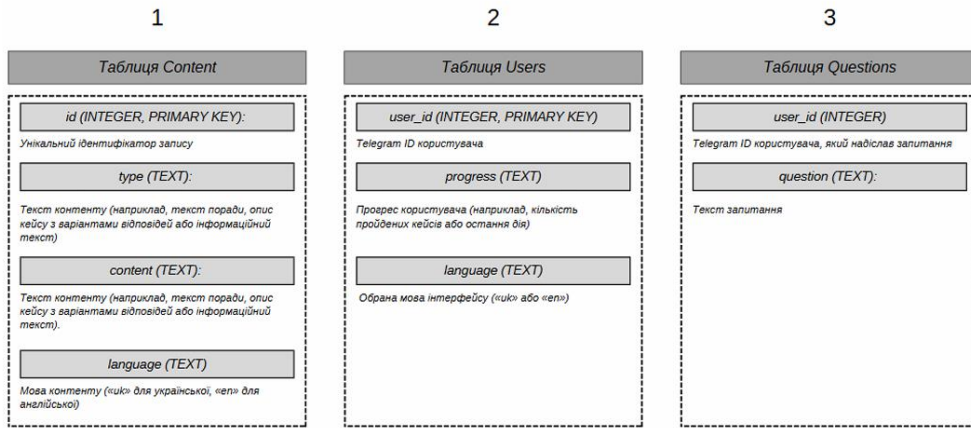 1
Таблиця Content
id (INTEGER, PRIMARY KEY):
Унікальний ідентифікатор запису
type (TEXT):
Текст контенту (наприклад, текст поради, опис
кейсу з варіантами відповідей або інформаційний
текст)
content (TEXT):
Текст контенту (наприклад, текст поради, опис
кейсу з варіантами відповідей або інформаційний
текст).
language (TEXT)
Мова контенту («uk» для української, «en» для
англійської)
2
Таблиця Users
user_id (INTEGER, PRIMARY KEY)
Telegram ID користувача
progress (TEXT)
Прогрес користувача (наприклад, кількість
пройдених кейсів або остання дія)
language (TEXT)
Обрана мова інтерфейсу («uk» або «en»)
3
Таблиця Questions
user_id (INTEGER)
Telegram ID користувача, який надіслав запитання
question (TEXT):
Текст запитання